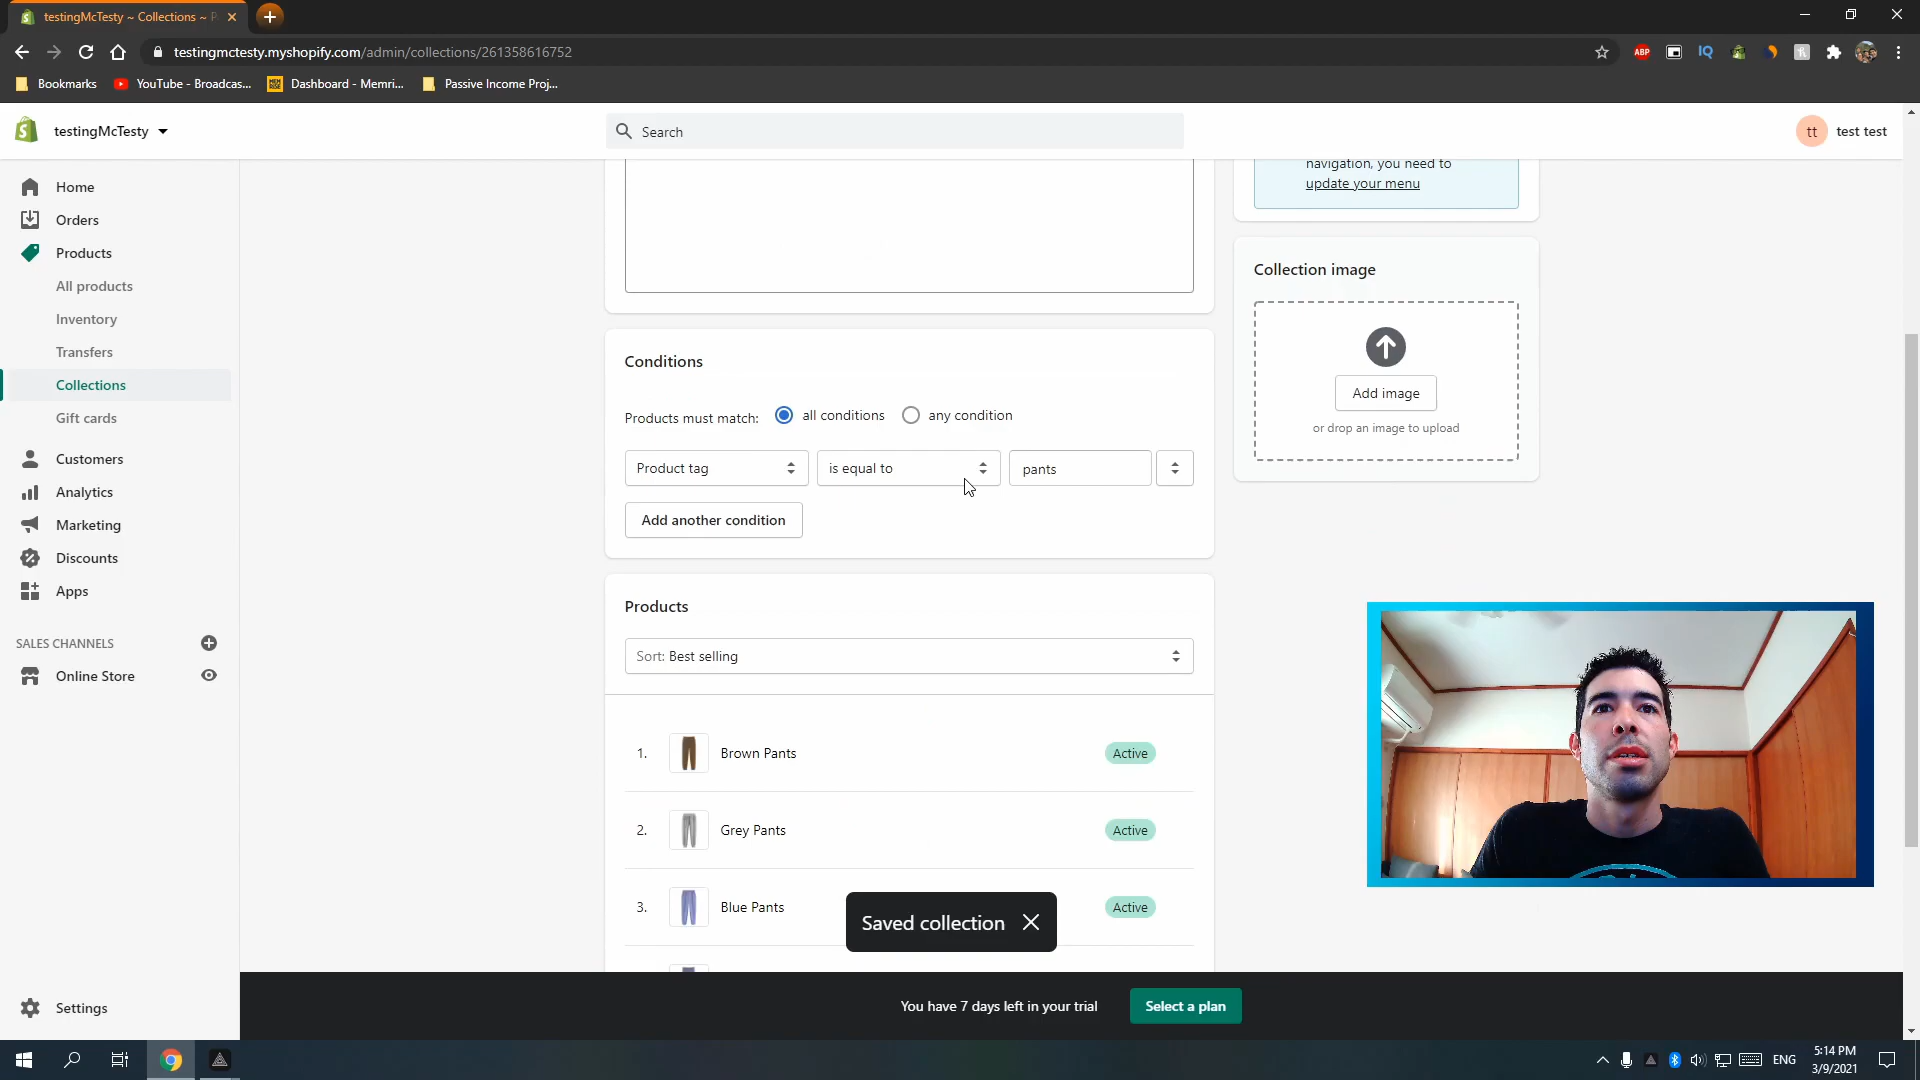 testingMcTesty ~ Collections ~ P
testingmctesty.myshopify.com/admin/collections/261358616752
ABP
IQ
Bookmarks
YouTube - Broadcas...
Dashboard - Memri...
Passive Income Proj...
testingMcTesty
Search
tt
test test
Home
Orders
Products
All products
Inventory
Transfers
Collections
Gift cards
Customers
Analytics
Marketing
Discounts
Apps
SALES CHANNELS
Online Store
Settings
navigation, you need to
update your menu
Collection image
Add image
or drop an image to upload
Conditions
Products must match:
all conditions
any condition
Product tag
is equal to
pants
Add another condition
Products
Sort: Best selling
1.
Brown Pants
Active
2.
Grey Pants
Active
3.
Blue Pants
Active
Saved collection
You have 7 days left in your trial
Select a plan
ENG
5:14 PM
3/9/2021